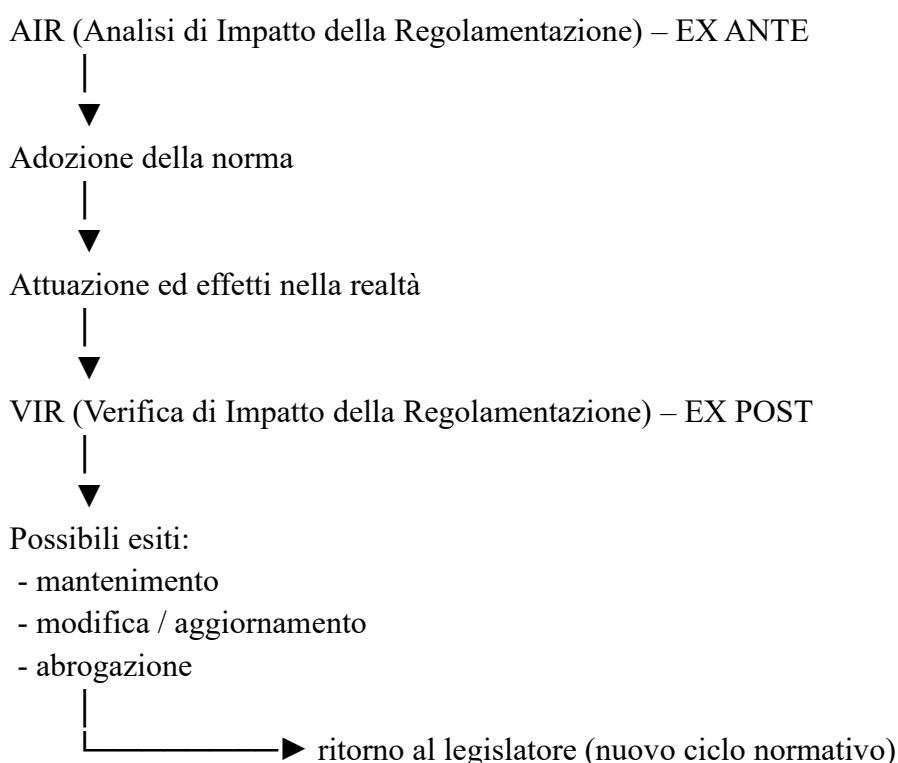 AIR (Analisi di Impatto della Regolamentazione) – EX ANTE
Adozione della norma
Attuazione ed effetti nella realtà
VIR (Verifica di Impatto della Regolamentazione) – EX POST
Possibili esiti:
- mantenimento
- modifica / aggiornamento
- abrogazione
ritorno al legislatore (nuovo ciclo normativo)